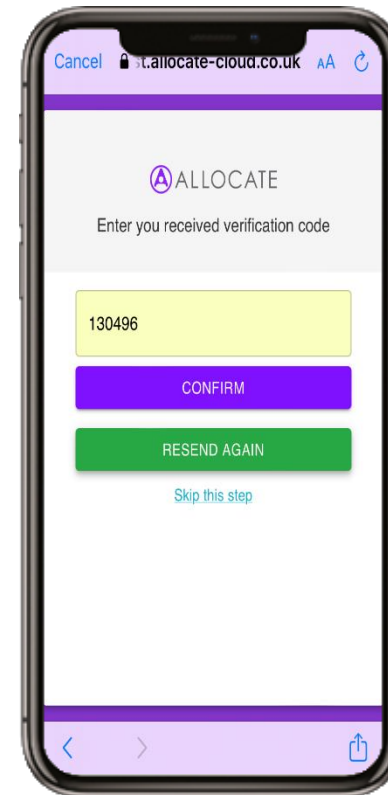 Cancel t.allocate-cloud.co.uk AA
ALLOCATE
Enter you received verification code
130496
CONFIRM
RESEND AGAIN
Skip this step